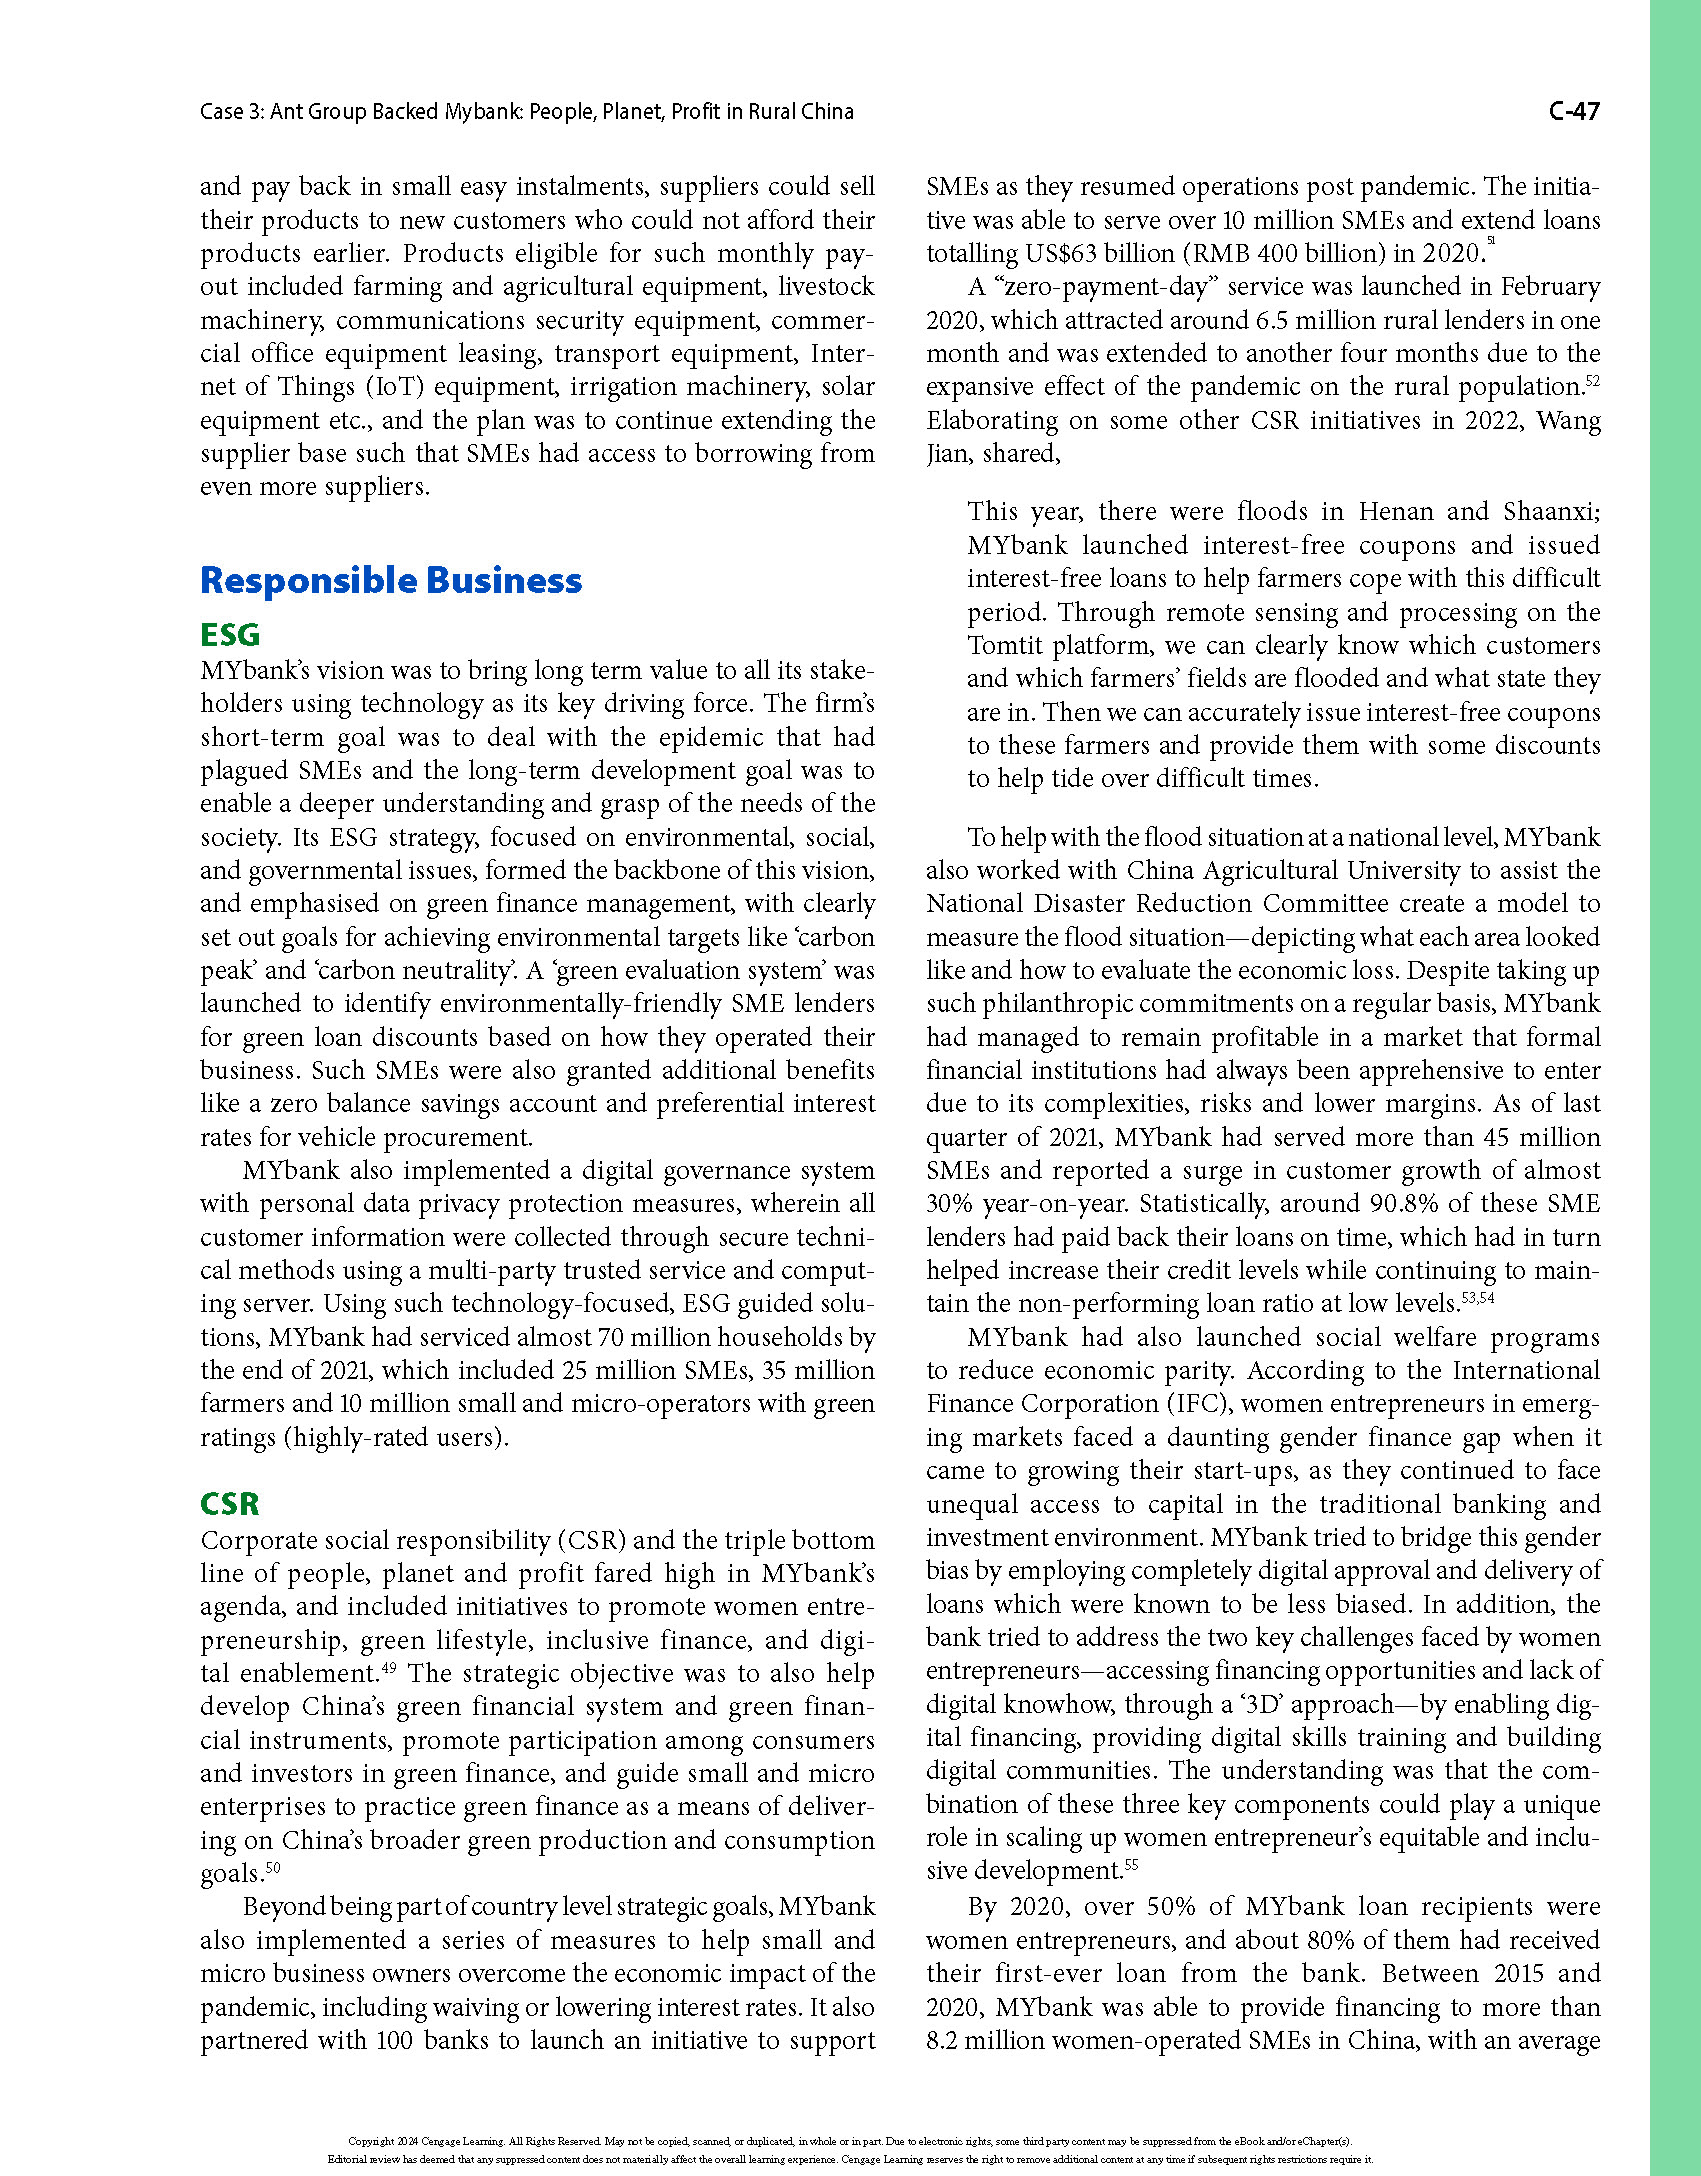 Case 3: Ant Group Backed Mybank: People, Planet, Profit in Rural China
C-47
and pay back in small easy instalments, suppliers could sell
their products to new customers who could not afford their
products earlier. Products eligible for such monthly pay-
out included farming and agricultural equipment, livestock
machinery, communications security equipment, commer-
cial office equipment leasing, transport equipment, Inter-
net of Things (IoT) equipment, irrigation machinery, solar
equipment etc., and the plan was to continue extending the
supplier base such that SMEs had access to borrowing from
even more suppliers.
Responsible Business
ESG
MYbank’s vision was to bring long term value to all its stake-
holders using technology as its key driving force. The firm’s
short-term goal was to deal with the epidemic that had
plagued SMEs and the long-term development goal was to
enable a deeper understanding and grasp of the needs of the
society. Its ESG strategy, focused on environmental, social,
and governmental issues, formed the backbone of this vision,
and emphasised on green finance management, with clearly
set out goals for achieving environmental targets like ‘carbon
peak’ and ‘carbon neutrality’. A ‘green evaluation system’ was
launched to identify environmentally-friendly SME lenders
for green loan discounts based on how they operated their
business. Such SMEs were also granted additional benefits
like a zero balance savings account and preferential interest
rates for vehicle procurement.
MYbank also implemented a digital governance system
with personal data privacy protection measures, wherein all
customer information were collected through secure techni-
cal methods using a multi-party trusted service and comput-
ing server. Using such technology-focused, ESG guided solu-
tions, MYbank had serviced almost 70 million households by
the end of 2021, which included 25 million SMEs, 35 million
farmers and 10 million small and micro-operators with green
ratings (highly-rated users).
CSR
Corporate social responsibility (CSR) and the triple bottom
line of people, planet and profit fared high in MYbank’s
agenda, and included initiatives to promote women entre-
preneurship, green lifestyle, inclusive finance, and digi-
tal enablement.49 The strategic objective was to also help
develop China’s green financial system and green finan-
cial instruments, promote participation among consumers
and investors in green finance, and guide small and micro
enterprises to practice green finance as a means of deliver-
ing on China’s broader green production and consumption
goals.50
Beyond being part of country level strategic goals, MYbank
also implemented a series of measures to help small and
micro business owners overcome the economic impact of the
pandemic, including waiving or lowering interest rates. It also
partnered with 100 banks to launch an initiative to support
SMEs as they resumed operations post pandemic. The initia-
tive was able to serve over 10 million SMEs and extend loans
totalling US$63 billion (RMB 400 billion) in 2020.51
A “zero-payment-day” service was launched in February
2020, which attracted around 6.5 million rural lenders in one
month and was extended to another four months due to the
expansive effect of the pandemic on the rural population.52
Elaborating on some other CSR initiatives in 2022, Wang
Jian, shared,
This year, there were floods in Henan and Shaanxi;
MYbank launched interest-free coupons and issued
interest-free loans to help farmers cope with this difficult
period. Through remote sensing and processing on the
Tomtit platform, we can clearly know which customers
and which farmers’ fields are flooded and what state they
are in. Then we can accurately issue interest-free coupons
to these farmers and provide them with some discounts
to help tide over difficult times.
To help with the flood situation at a national level, MYbank
also worked with China Agricultural University to assist the
National Disaster Reduction Committee create a model to
measure the flood situation—depicting what each area looked
like and how to evaluate the economic loss. Despite taking up
such philanthropic commitments on a regular basis, MYbank
had managed to remain profitable in a market that formal
financial institutions had always been apprehensive to enter
due to its complexities, risks and lower margins. As of last
quarter of 2021, MYbank had served more than 45 million
SMEs and reported a surge in customer growth of almost
30% year-on-year. Statistically, around 90.8% of these SME
lenders had paid back their loans on time, which had in turn
helped increase their credit levels while continuing to main-
tain the non-performing loan ratio at low levels.53,54
MYbank had also launched social welfare programs
to reduce economic parity. According to the International
Finance Corporation (IFC), women entrepreneurs in emerg-
ing markets faced a daunting gender finance gap when it
came to growing their start-ups, as they continued to face
unequal access to capital in the traditional banking and
investment environment. MYbank tried to bridge this gender
bias by employing completely digital approval and delivery of
loans which were known to be less biased. In addition, the
bank tried to address the two key challenges faced by women
entrepreneurs—accessing financing opportunities and lack of
digital knowhow, through a ‘3D’ approach—by enabling dig-
ital financing, providing digital skills training and building
digital communities. The understanding was that the com-
bination of these three key components could play a unique
role in scaling up women entrepreneur’s equitable and inclu-
sive development.55
By 2020, over 50% of MYbank loan recipients were
women entrepreneurs, and about 80% of them had received
their first-ever loan from the bank. Between 2015 and
2020, MYbank was able to provide financing to more than
8.2 million women-operated SMEs in China, with an average
Copyright 2024 Cengage Learning. All Rights Reserved. May not be copied, scanned, or duplicated, in whole or in part. Due to electronic rights, some third party content may be suppressed from the eBook and/or eChapter(s).
Editorial review has deemed that any suppressed content does not materially affect the overall learning experience. Cengage Learning reserves the right to remove additional content at any time if subsequent rights restrictions require it.